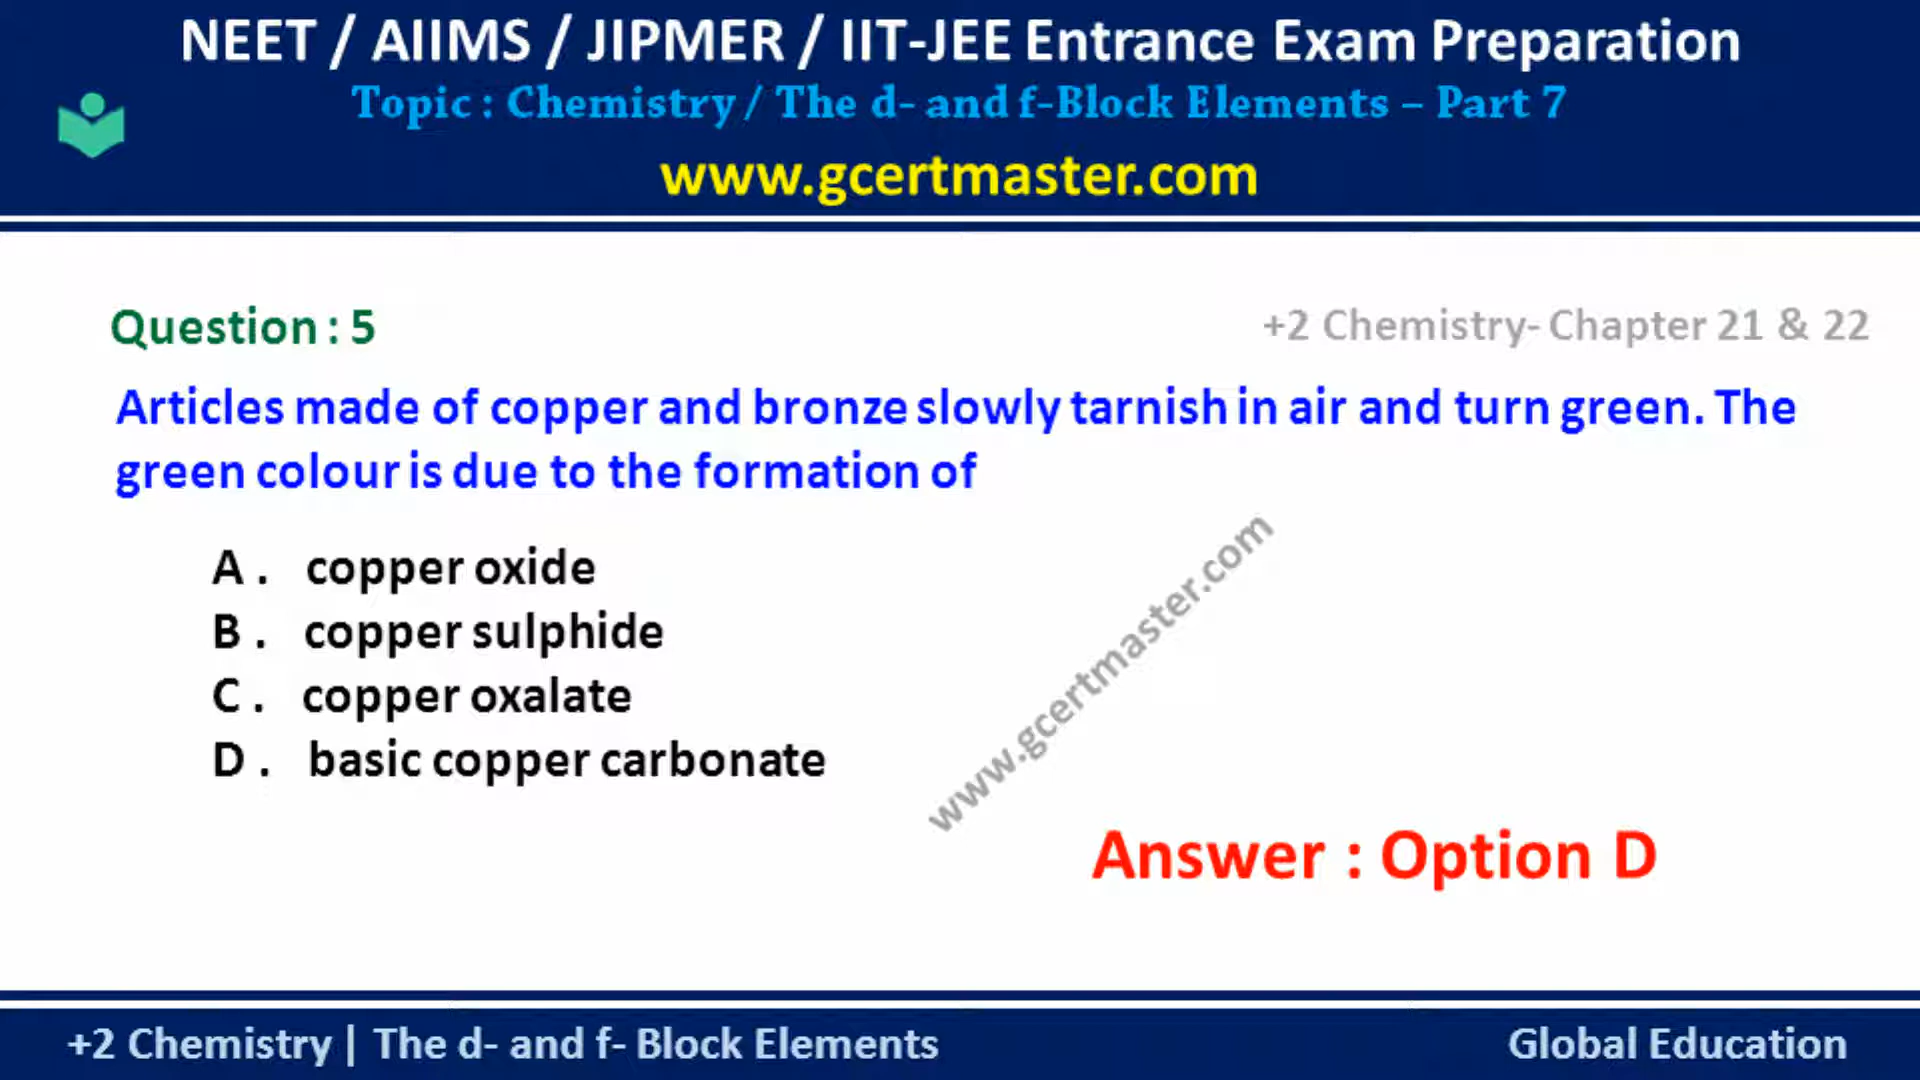 NEET / AIIMS / JIPMER / IIT-JEE Entrance Exam Preparation
Topic : Chemistry / The d- and f-Block Elements – Part 7
www.gcertmaster.com
Question : 5
+2 Chemistry- Chapter 21 & 22
Articles made of copper and bronze slowly tarnish in air and turn green. The
green colour is due to the formation of
A . copper oxide
B . copper sulphide
C . copper oxalate
D . basic copper carbonate
www.gcertmaster.com
Answer : Option D
+2 Chemistry | The d- and f- Block Elements
Global Education